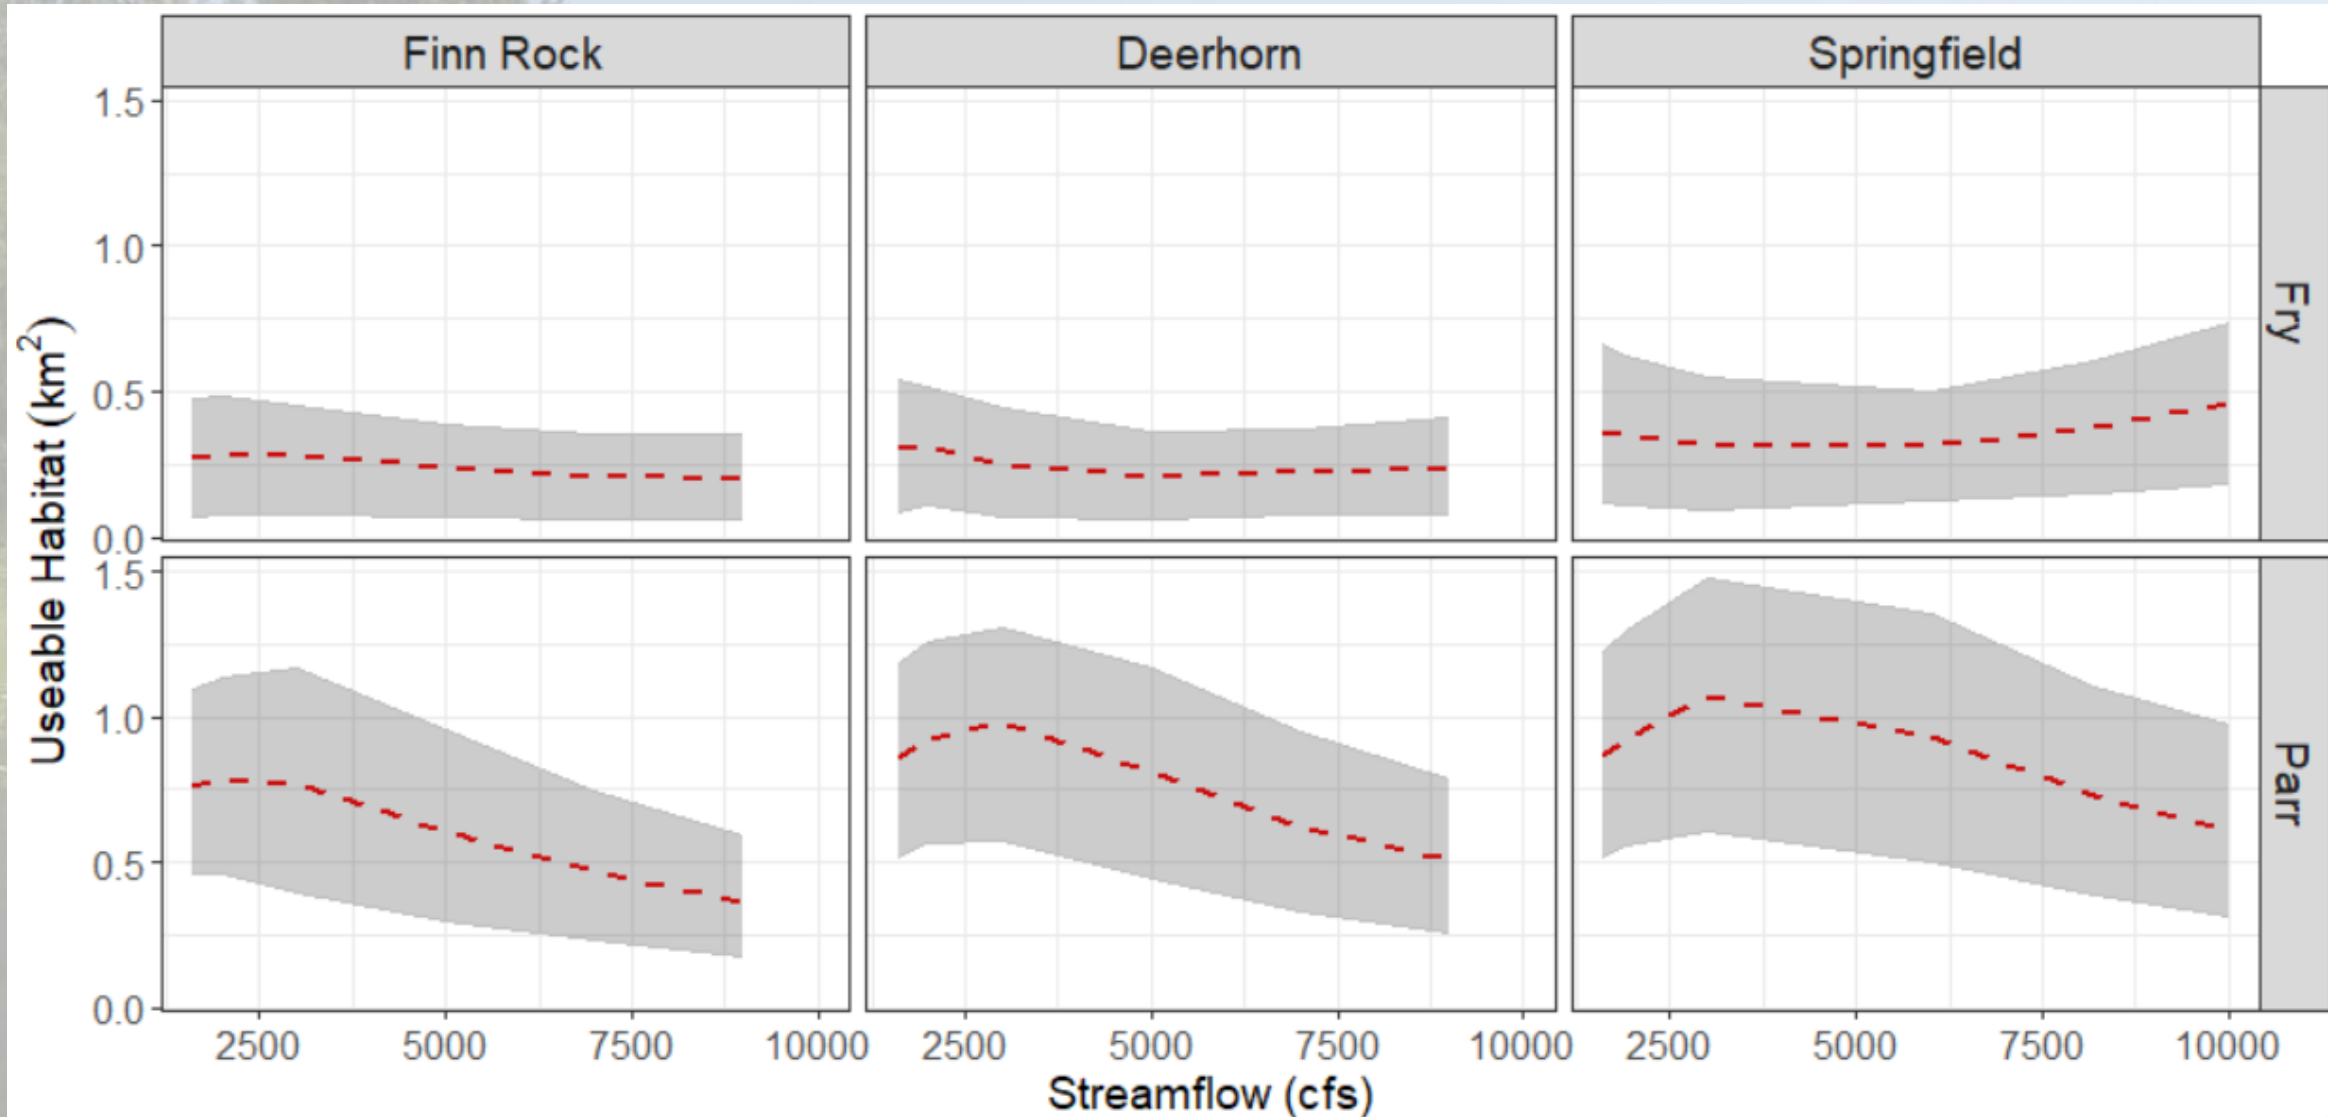 Finn Rock Deerhorn Springfield
1.5
1.0
0.5
0.0
Fry
Useable Habitat (km²)
1.5
1.0
0.5
0.0
Parr
2500 5000 7500 10000 2500 5000 7500 10000 2500 5000 7500 10000
Streamflow (cfs)